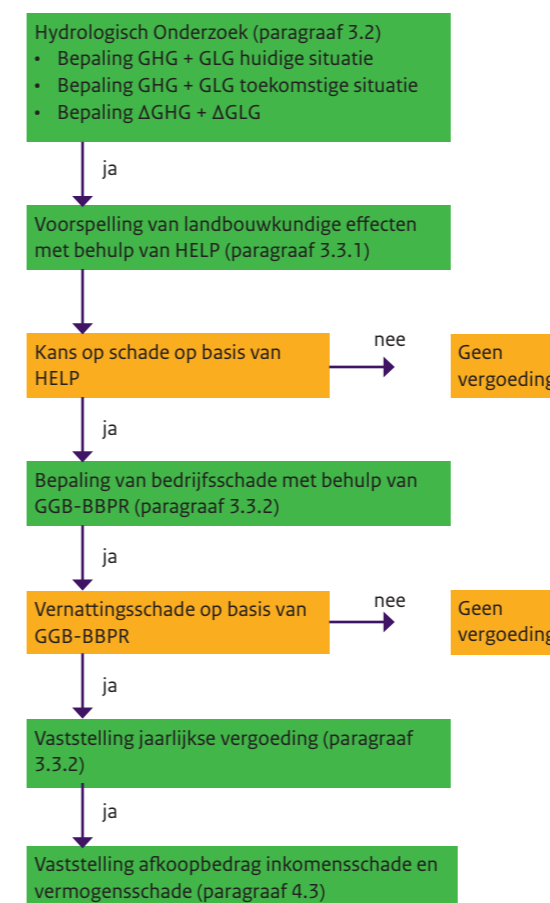 Hydrologisch Onderzoek (paragraaf 3.2)
• Bepaling GHG + GLG huidige situatie
• Bepaling GHG + GLG toekomstige situatie
• Bepaling ΔGHG + ΔGLG
ja
Voorspelling van landbouwkundige effecten
met behulp van HELP (paragraaf 3.3.1)
Kans op schade op basis van
HELP
nee
Geen
vergoeding
ja
Bepaling van bedrijfsschade met behulp van
GGB-BBPR (paragraaf 3.3.2)
ja
Vernattingsschade op basis van
GGB-BBPR
nee
Geen
vergoeding
ja
Vaststelling jaarlijkse vergoeding (paragraaf
3.3.2)
ja
Vaststelling afkoopbedrag inkomensschade en
vermogensschade (paragraaf 4.3)